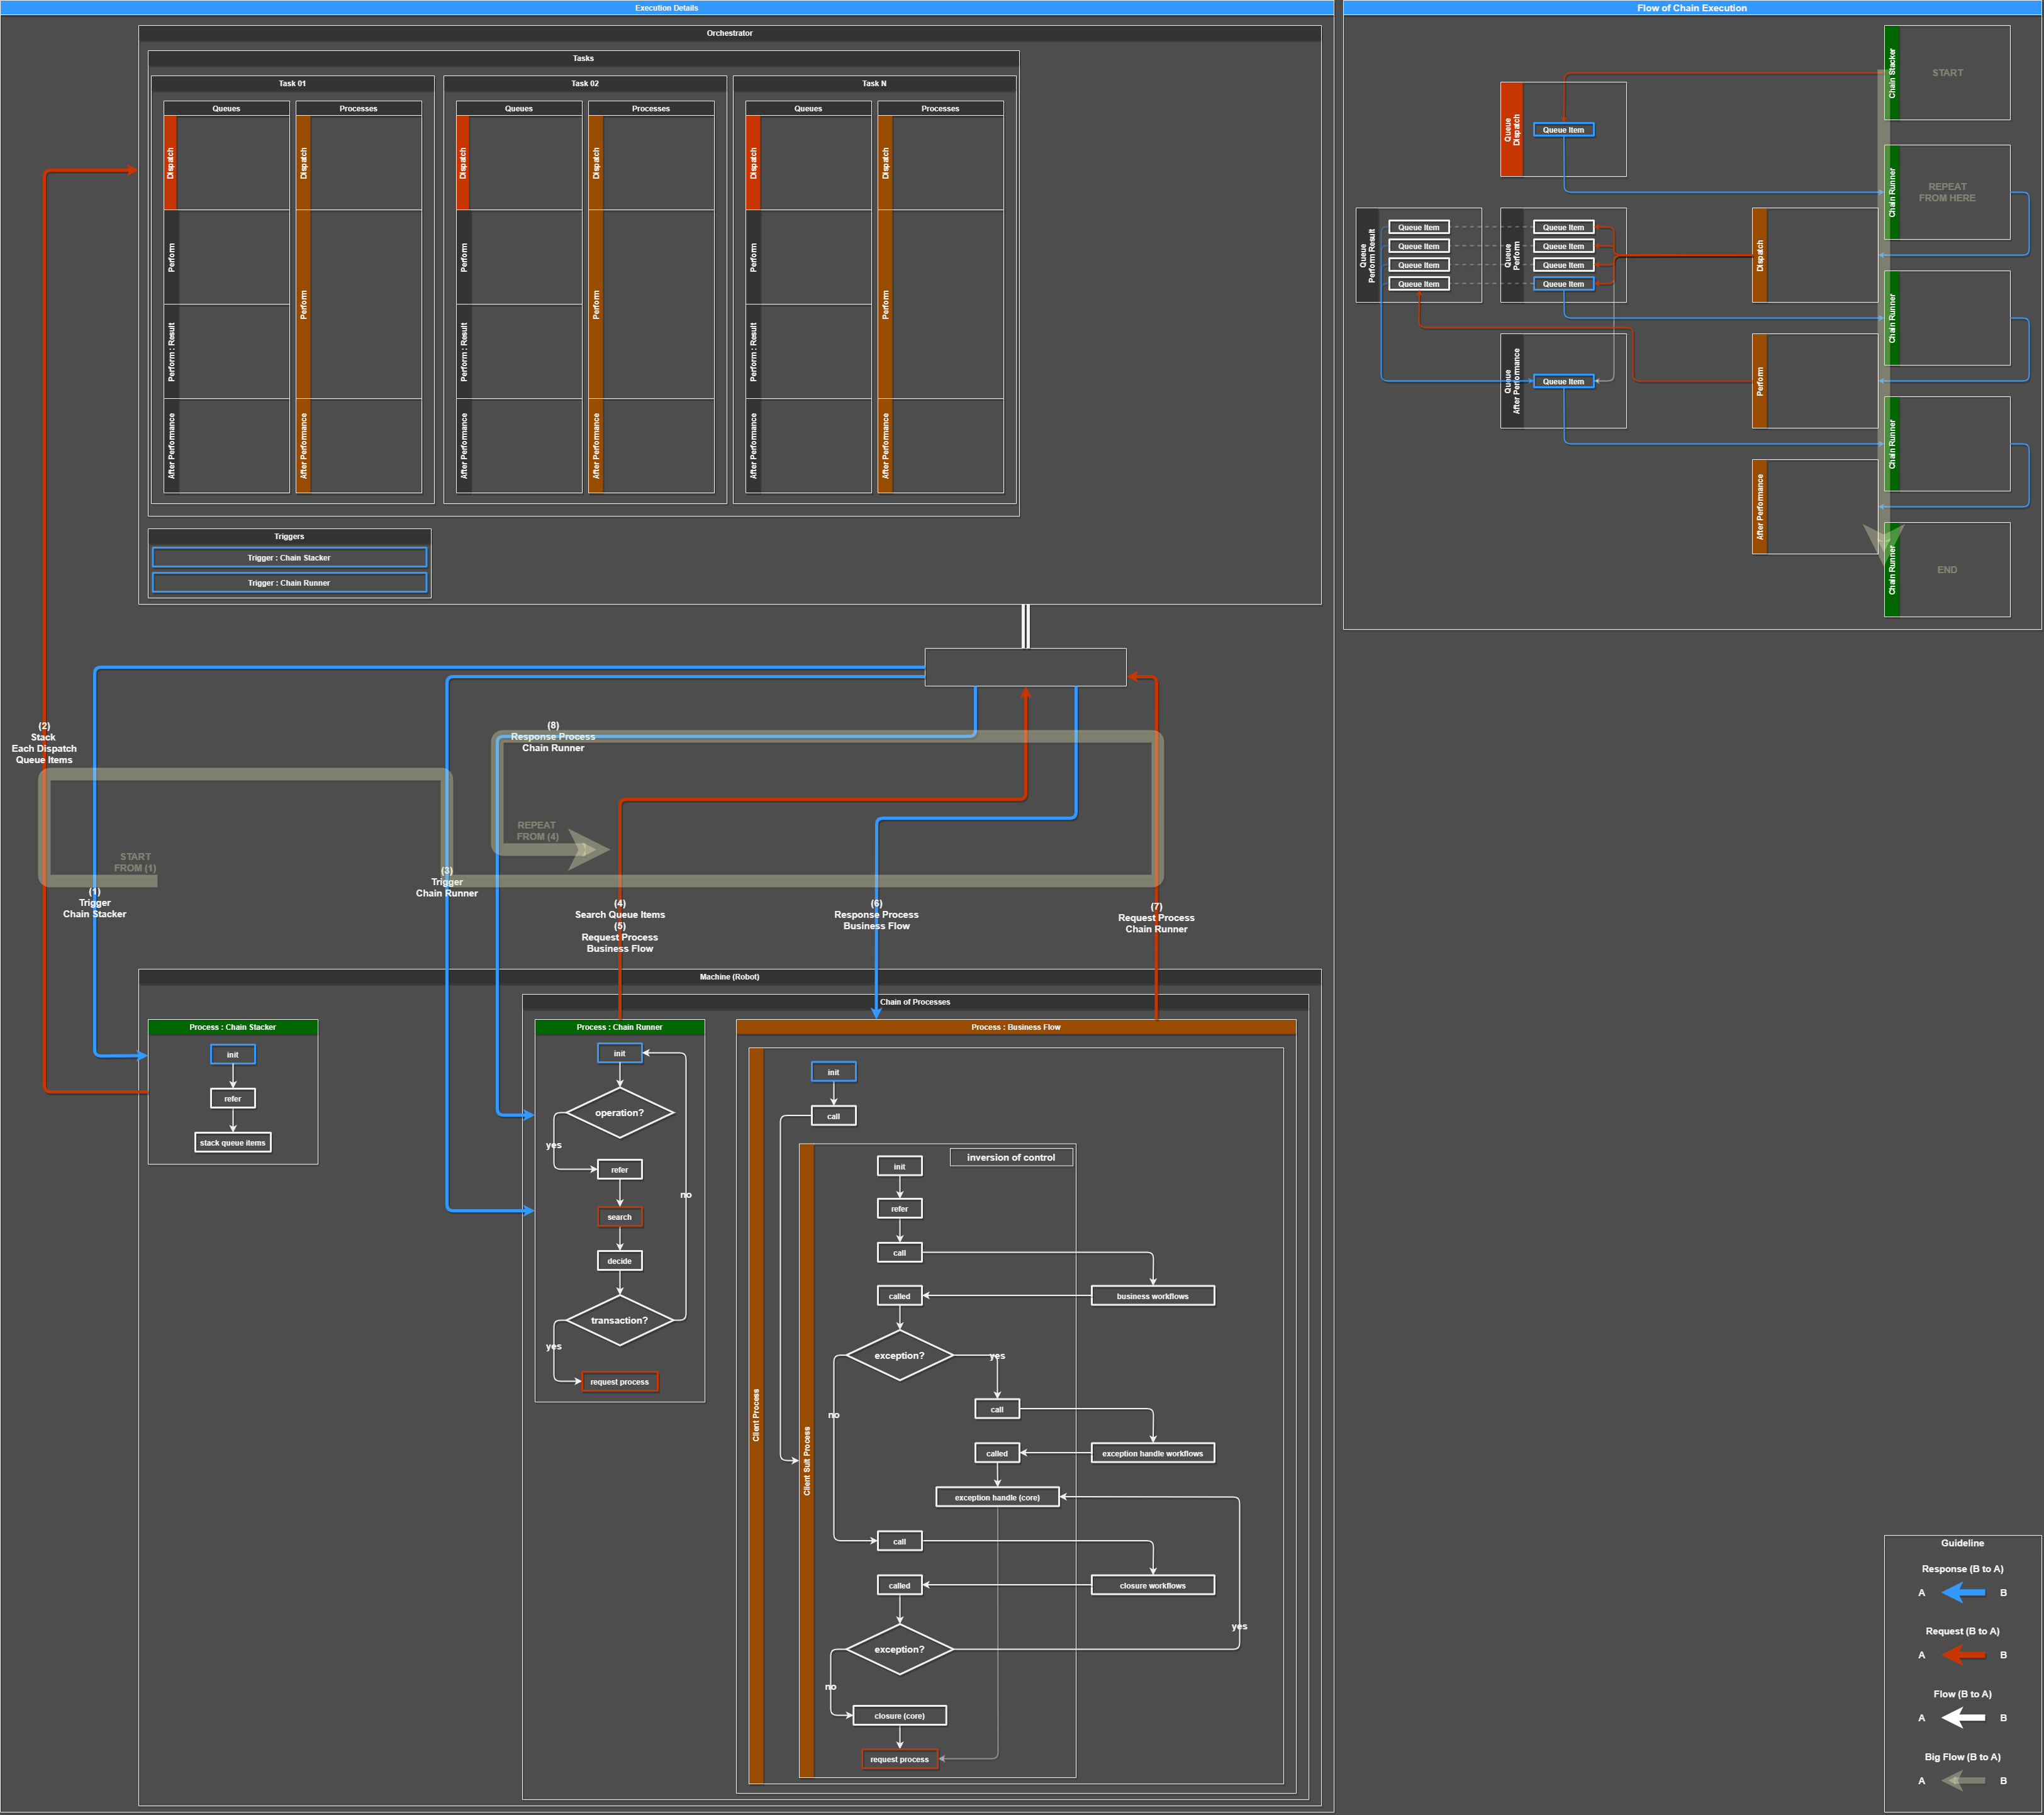 Execution Details
Orchestrator
Tasks
Task 01
Queues
Processes
Dispatch
Perform
Perform : Result
After Performance
Dispatch
Perform
After Performance
Task 02
Queues
Processes
Dispatch
Perform
Perform : Result
After Performance
Dispatch
Perform
After Performance
Task N
Queues
Processes
Dispatch
Perform
Perform : Result
After Performance
Dispatch
Perform
After Performance
Triggers
Trigger : Chain Stacker
Trigger : Chain Runner
(2)
Stack
Each Dispatch
Queue Items
(8)
Response Process
Chain Runner
REPEAT
FROM (4)
START
FROM (1)
(1)
Trigger
Chain Stacker
(3)
Trigger
Chain Runner
(4)
Search Queue Items
(5)
Request Process
Business Flow
(6)
Response Process
Business Flow
(7)
Request Process
Chain Runner
Machine (Robot)
Chain of Processes
Process : Chain Stacker
init
refer
stack queue items
Process : Chain Runner
init
operation?
yes
refer
no
search
decide
transaction?
yes
request process
Process : Business Flow
Client Process
init
call
Client Suit Process
inversion of control
init
refer
call
called
business workflows
exception?
yes
no
call
called
exception handle workflows
exception handle (core)
call
called
closure workflows
yes
exception?
no
closure (core)
request process
Flow of Chain Execution
Chain Stacker
START
Queue
Dispatch
Queue Item
Chain Runner
REPEAT
FROM HERE
Queue
Perform Result
Queue Item
Queue Item
Queue Item
Queue Item
Queue
Perform
Queue Item
Queue Item
Queue Item
Queue Item
Dispatch
Chain Runner
Queue
After Performance
Queue Item
Perform
Chain Runner
After Performance
Chain Runner
END
Guideline
Response (B to A)
A
B
Request (B to A)
A
B
Flow (B to A)
A
B
Big Flow (B to A)
A
B